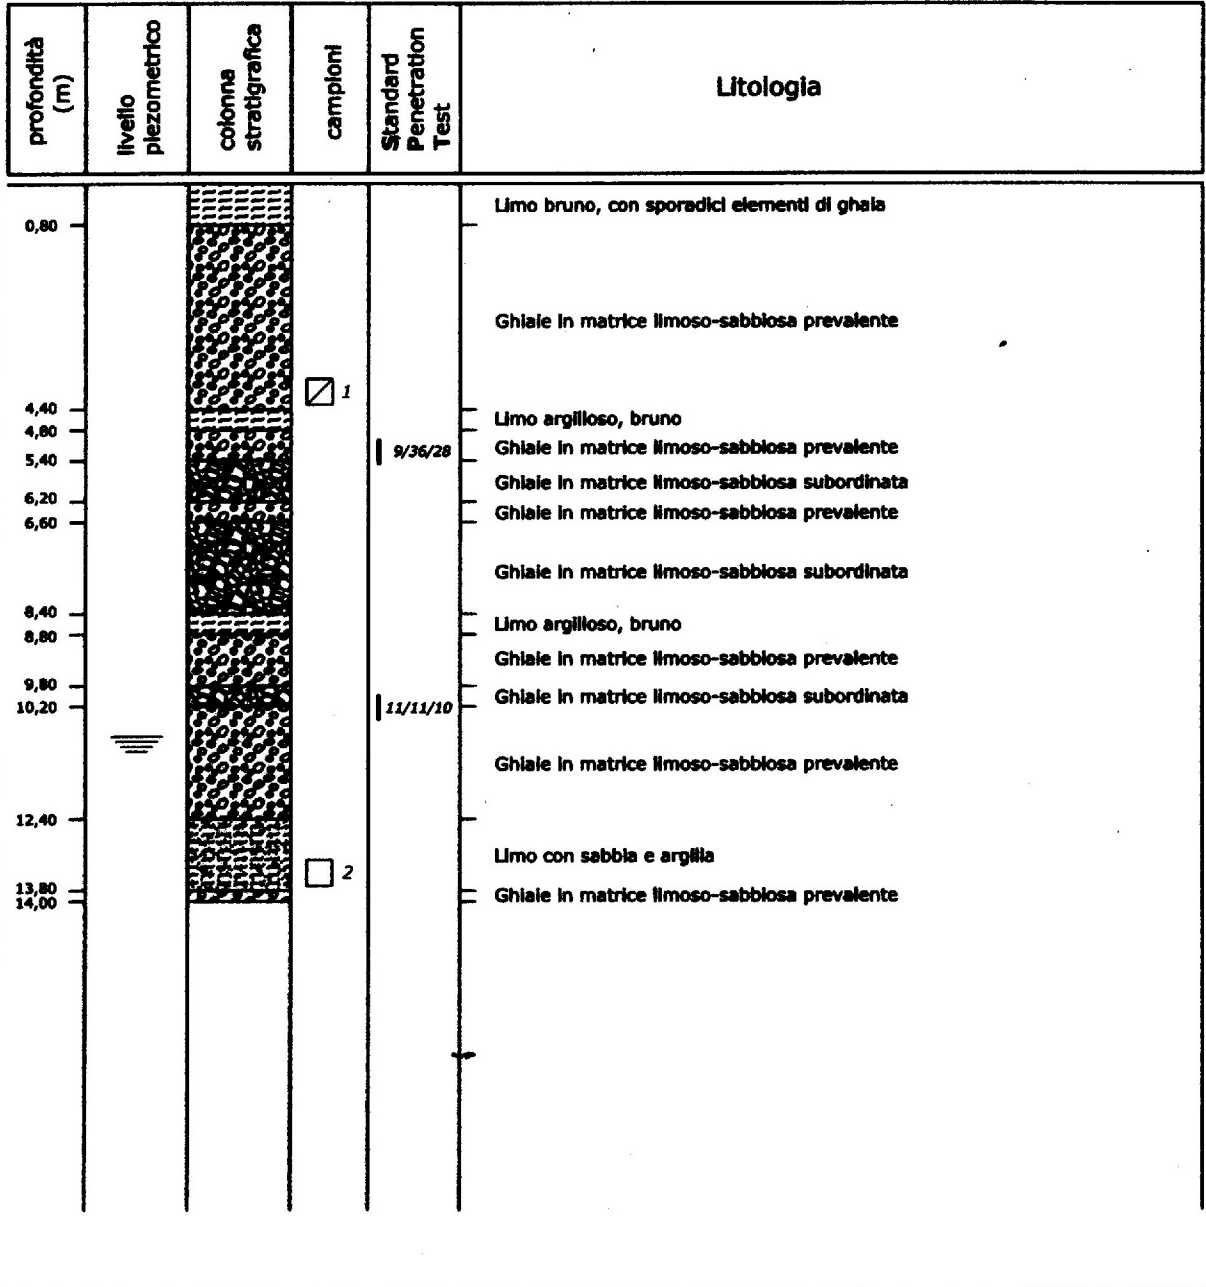 profondità
(m)
livello
piezometrico
colonna
stratigrafica
campioni
Standard
Penetration
Test
Litologia
Limo bruno, con sporadici elementi di ghaia
0,80
Ghiaie in matrice limoso-sabbiosa prevalente
1
4,40
Limo argilloso, bruno
4,80
Ghiaie in matrice limoso-sabbiosa prevalente
9/36/28
5,40
Ghiaie in matrice limoso-sabbiosa subordinata
6,20
Ghiaie in matrice limoso-sabbiosa prevalente
6,60
Ghiaie in matrice limoso-sabbiosa subordinata
8,40
Limo argilloso, bruno
8,80
Ghiaie in matrice limoso-sabbiosa prevalente
9,80
Ghiaie in matrice limoso-sabbiosa subordinata
10,20
11/11/10
Ghiaie in matrice limoso-sabbiosa prevalente
12,40
Limo con sabbia e argilla
2
13,80
Ghiaie in matrice limoso-sabbiosa prevalente
14,00